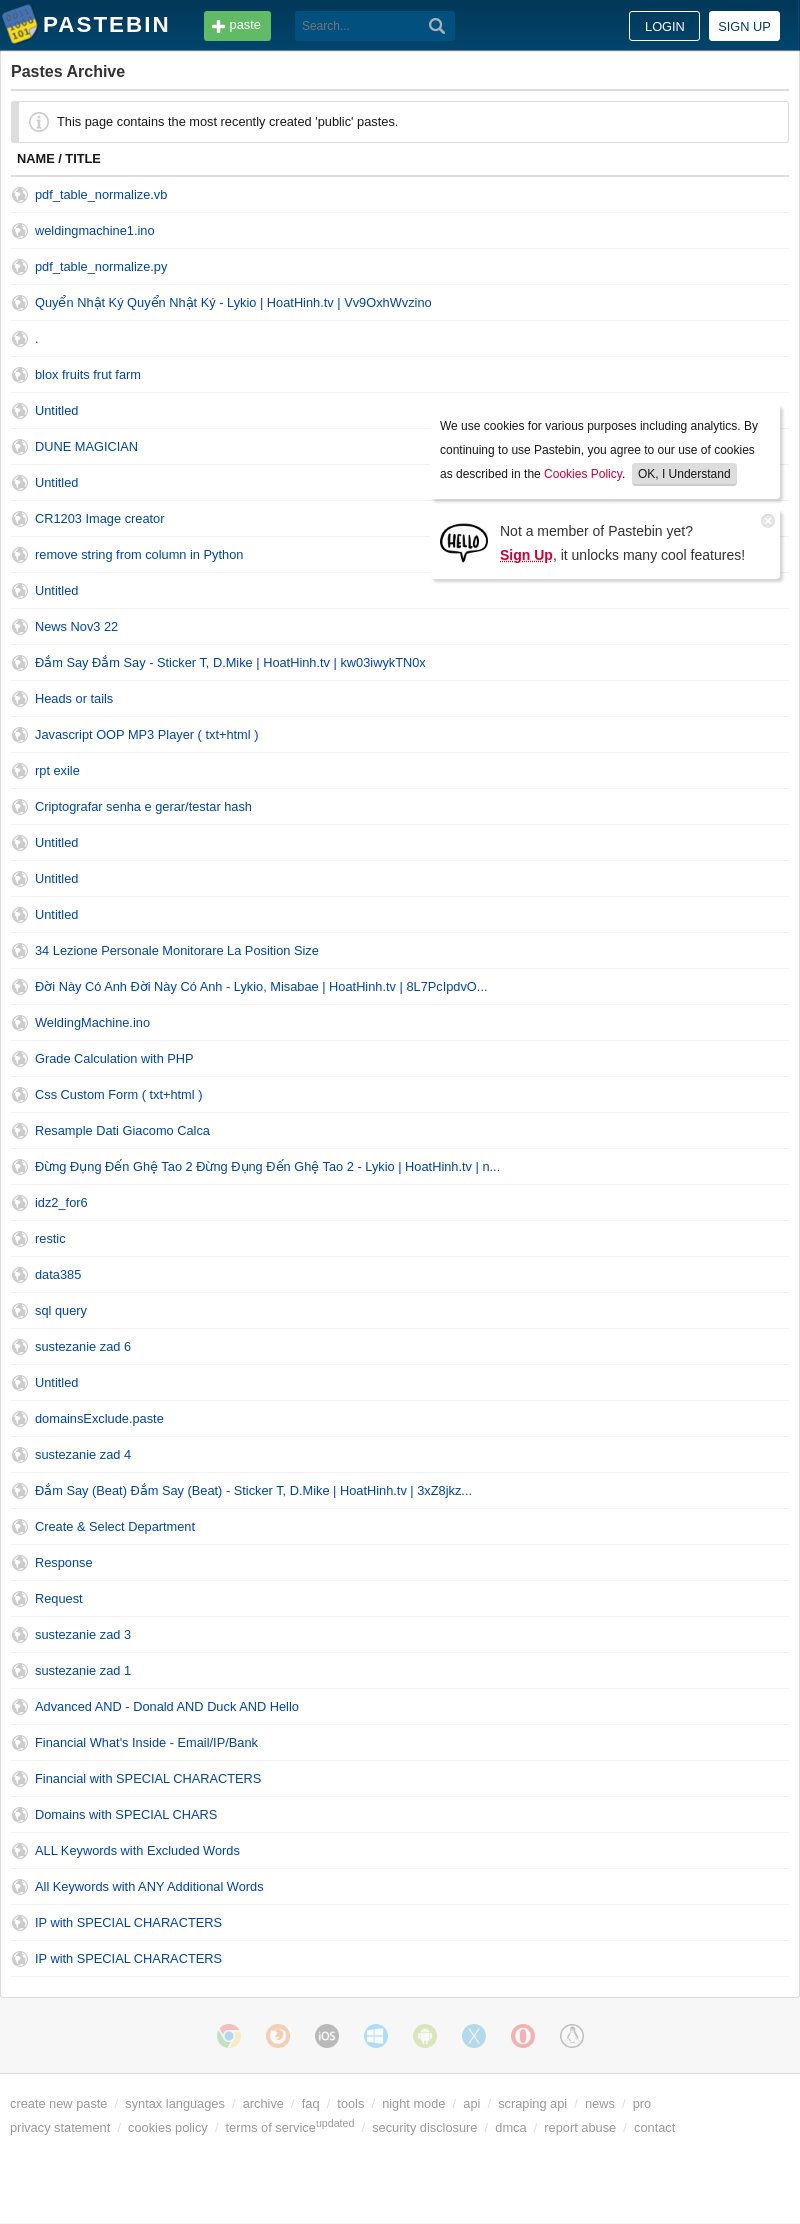 PASTEBIN
paste
Search...
LOGIN
SIGN UP
Pastes Archive
This page contains the most recently created 'public' pastes.
NAME / TITLE
pdf_table_normalize.vb
weldingmachine1.ino
pdf_table_normalize.py
Quyển Nhật Ký Quyển Nhật Ký - Lykio | HoatHinh.tv | Vv9OxhWvzino
.
blox fruits frut farm
Untitled
DUNE MAGICIAN
Untitled
CR1203 Image creator
remove string from column in Python
We use cookies for various purposes including analytics. By
continuing to use Pastebin, you agree to our use of cookies
as described in the Cookies Policy. OK, I Understand
HELLO
Not a member of Pastebin yet?
Sign Up, it unlocks many cool features!
Untitled
News Nov3 22
Đắm Say Đắm Say - Sticker T, D.Mike | HoatHinh.tv | kw03iwykTN0x
Heads or tails
Javascript OOP MP3 Player ( txt+html )
rpt exile
Criptografar senha e gerar/testar hash
Untitled
Untitled
Untitled
34 Lezione Personale Monitorare La Position Size
Đời Này Có Anh Đời Này Có Anh - Lykio, Misabae | HoatHinh.tv | 8L7PcIpdvO...
WeldingMachine.ino
Grade Calculation with PHP
Css Custom Form ( txt+html )
Resample Dati Giacomo Calca
Đừng Đụng Đến Ghệ Tao 2 Đừng Đụng Đến Ghệ Tao 2 - Lykio | HoatHinh.tv | n...
idz2_for6
restic
data385
sql query
sustezanie zad 6
Untitled
domainsExclude.paste
sustezanie zad 4
Đắm Say (Beat) Đắm Say (Beat) - Sticker T, D.Mike | HoatHinh.tv | 3xZ8jkz...
Create & Select Department
Response
Request
sustezanie zad 3
sustezanie zad 1
Advanced AND - Donald AND Duck AND Hello
Financial What's Inside - Email/IP/Bank
Financial with SPECIAL CHARACTERS
Domains with SPECIAL CHARS
ALL Keywords with Excluded Words
All Keywords with ANY Additional Words
IP with SPECIAL CHARACTERS
IP with SPECIAL CHARACTERS
iOS
create new paste / syntax languages / archive / faq / tools / night mode / api / scraping api / news / pro
privacy statement / cookies policy / terms of service updated / security disclosure / dmca / report abuse / contact